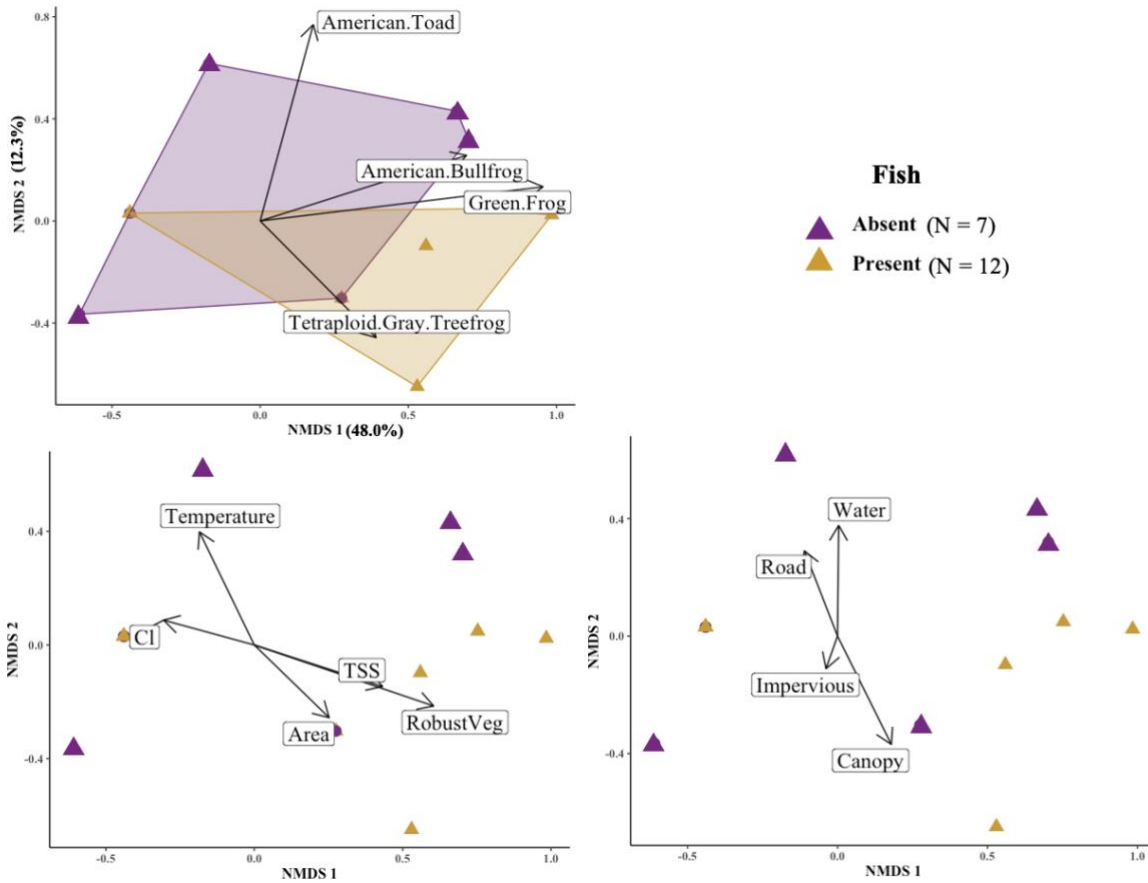 0.8
0.4
0.0
-0.4
NMDS 2 (12.3%)
American.Toad
American.Bullfrog
Green.Frog
Tetraploid.Gray.Treefrog
-0.5
0.0
0.5
1.0
NMDS 1 (48.0%)
Fish
Absent (N = 7)
Present (N = 12)
0.4
0.0
-0.4
NMDS 2
Temperature
Cl
TSS
RobustVeg
Area
-0.5
0.0
0.5
1.0
NMDS 1
0.4
0.0
-0.4
NMDS 2
Water
Road
Impervious
Canopy
-0.5
0.0
0.5
1.0
NMDS 1